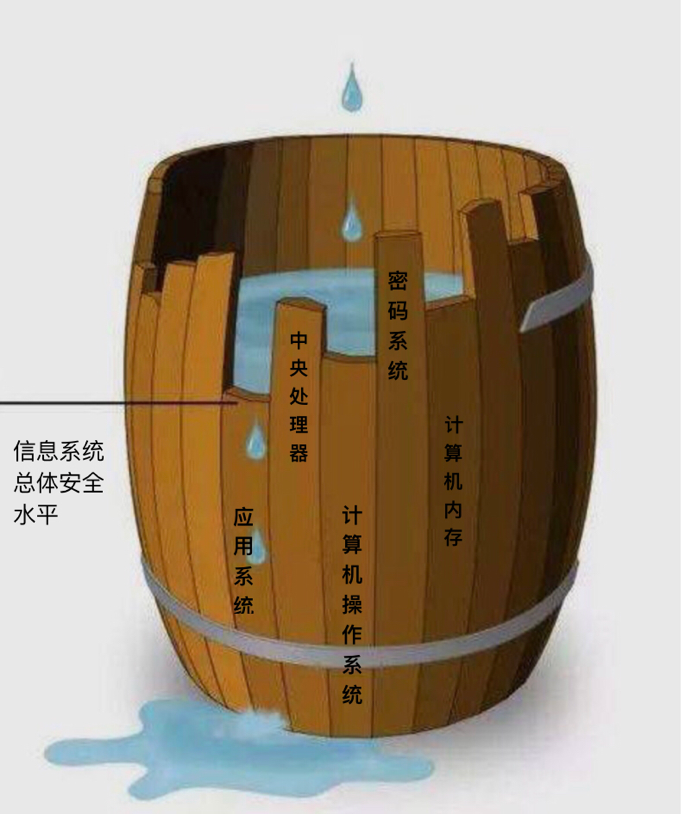 密码系统
中央处理器
计算机内存
信息系统
总体安全
水平
应用系统
计算机操作系统